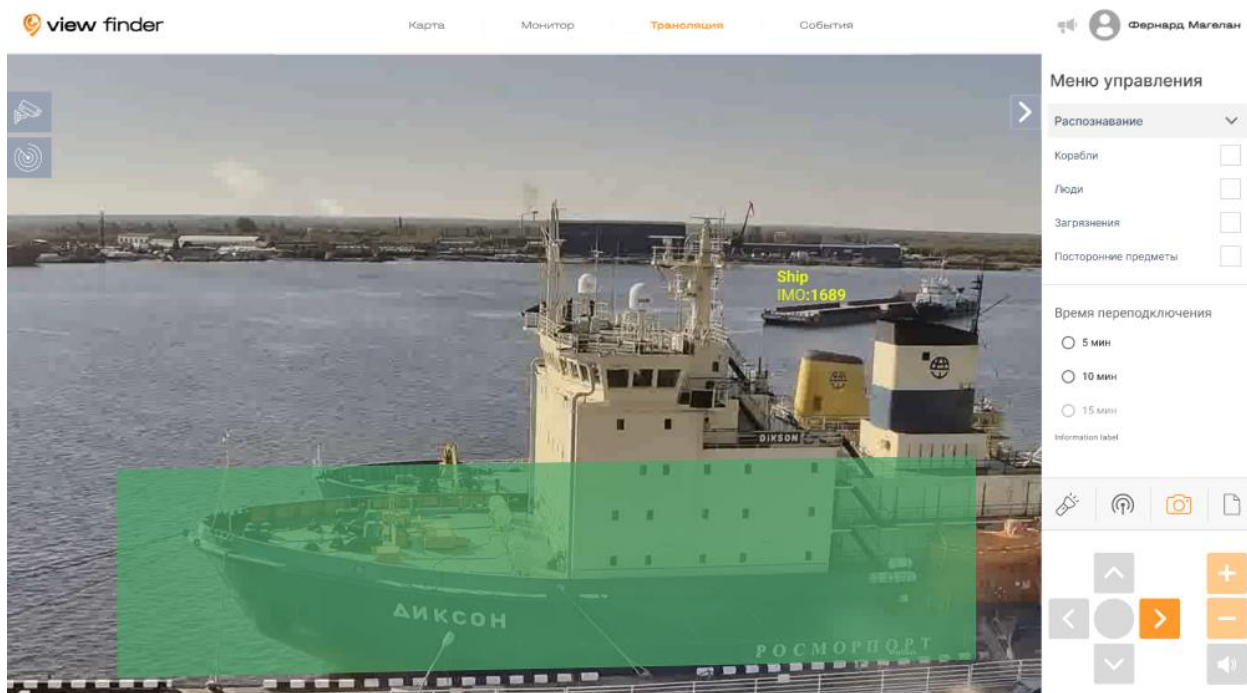 view finder
Карта
Монитор
Трансляция
События
Фернард Магелан
Меню управления
Распознавание
Корабли
Люди
Загрязнения
Посторонние предметы
Время переподключения
5 мин
10 мин
15 мин
Information label
Ship
IMO:1689
DIKSON
ДИКСОН
РОСМОРПОРТ